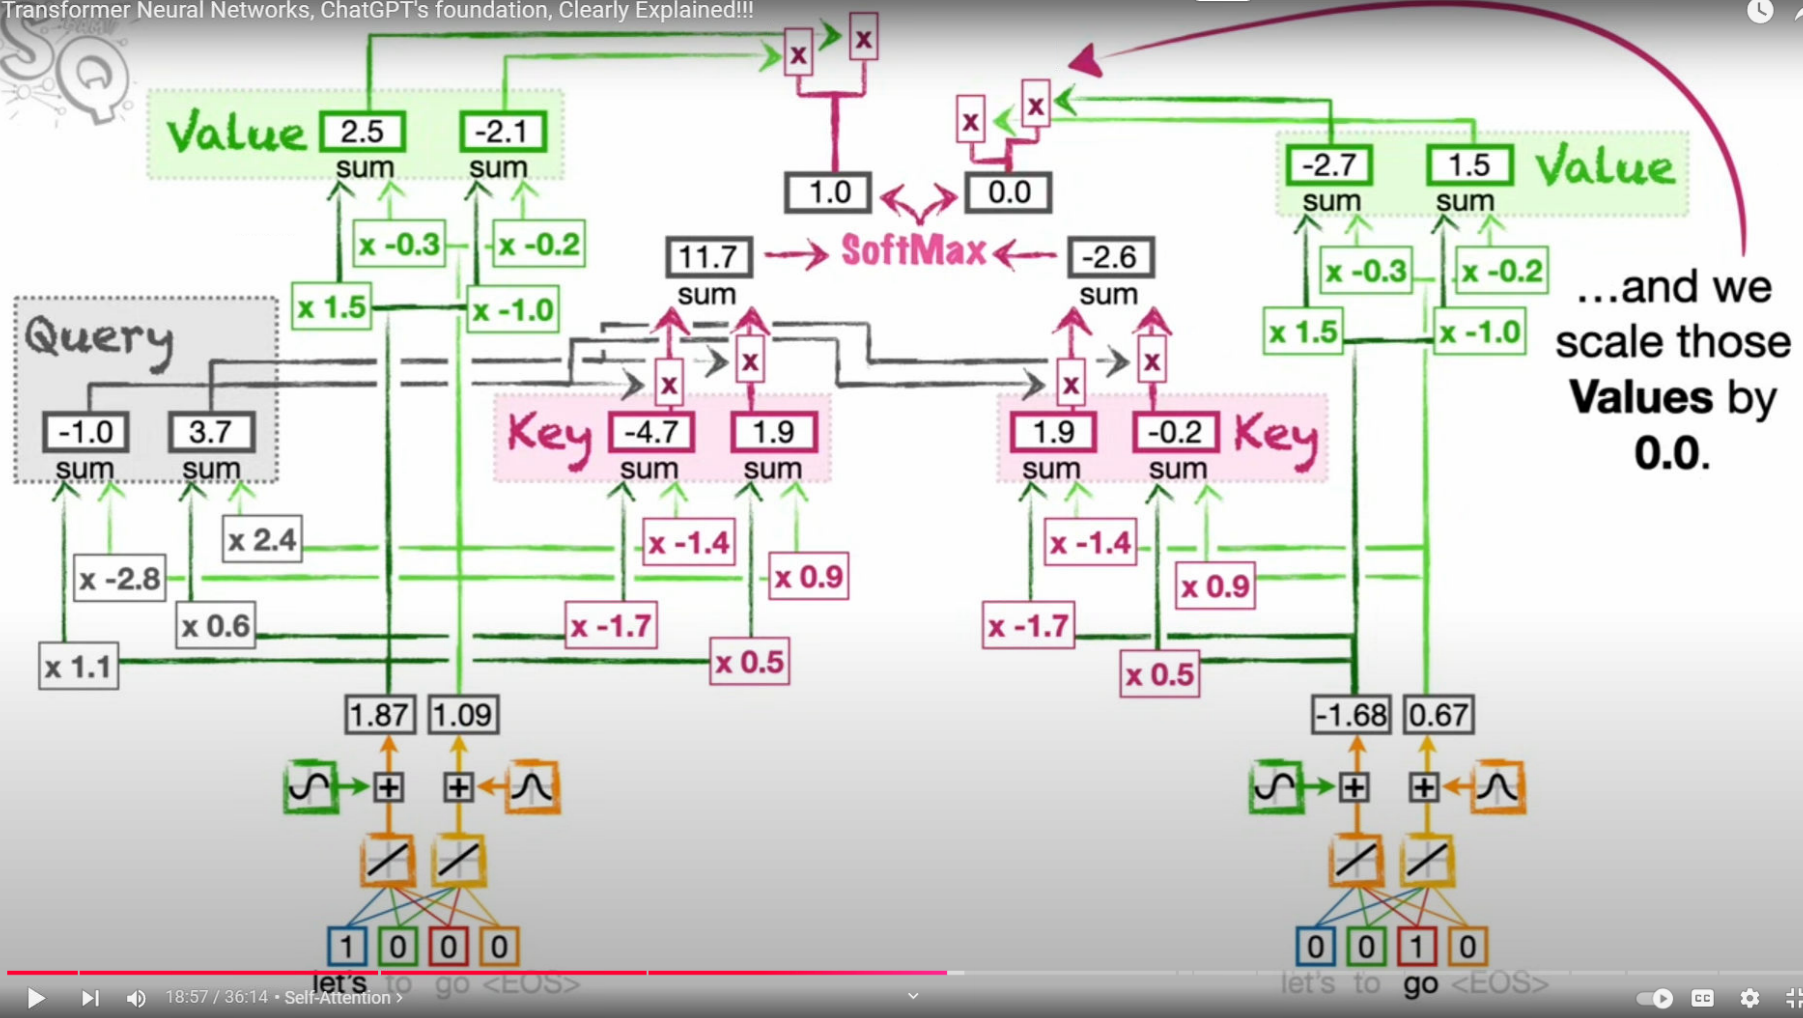 Transformer Neural Networks, ChatGPT's foundation, Clearly Explained!!!
SQ
x x
x x
Value 2.5 -2.1
sum sum
-2.7 1.5 Value
sum sum
1.0 0.0
x -0.3 x -0.2
11.7 SoftMax -2.6
sum sum
x -0.3 x -0.2
x 1.5 x -1.0
x 1.5 x -1.0
...and we
scale those
Values by
0.0.
Query
x x
x x
-1.0 3.7
sum sum
Key -4.7 1.9
sum sum
1.9 -0.2 Key
sum sum
x 2.4 x -1.4 x -1.4
x -2.8 x 0.9 x 0.9
x 0.6 x -1.7 x -1.7
x 1.1 x 0.5 x 0.5
1.87 1.09 -1.68 0.67
+ + + +
1 0 0 0
let's to go <EOS>
0 0 1 0
let's to go <EOS>
18:57 / 36:14 • Self-Attention ›
CC